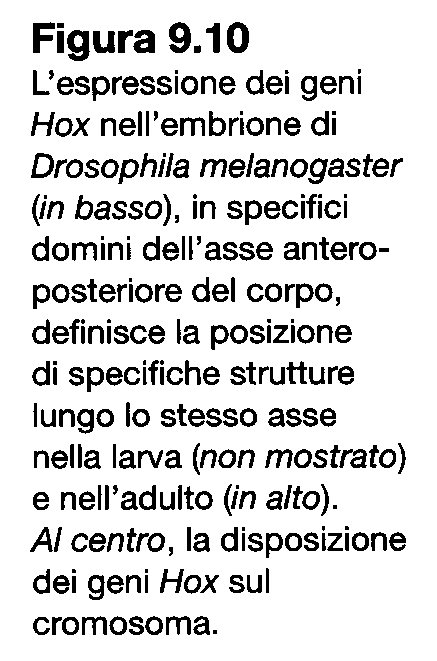 Figura 9.10
L'espressione dei geni
Hox nell'embrione di
Drosophila melanogaster
(in basso), in specifici
domini dell'asse antero-
posteriore del corpo,
definisce la posizione
di specifiche strutture
lungo lo stesso asse
nella larva (non mostrato)
e nell'adulto (in alto).
Al centro, la disposizione
dei geni Hox sul
cromosoma.